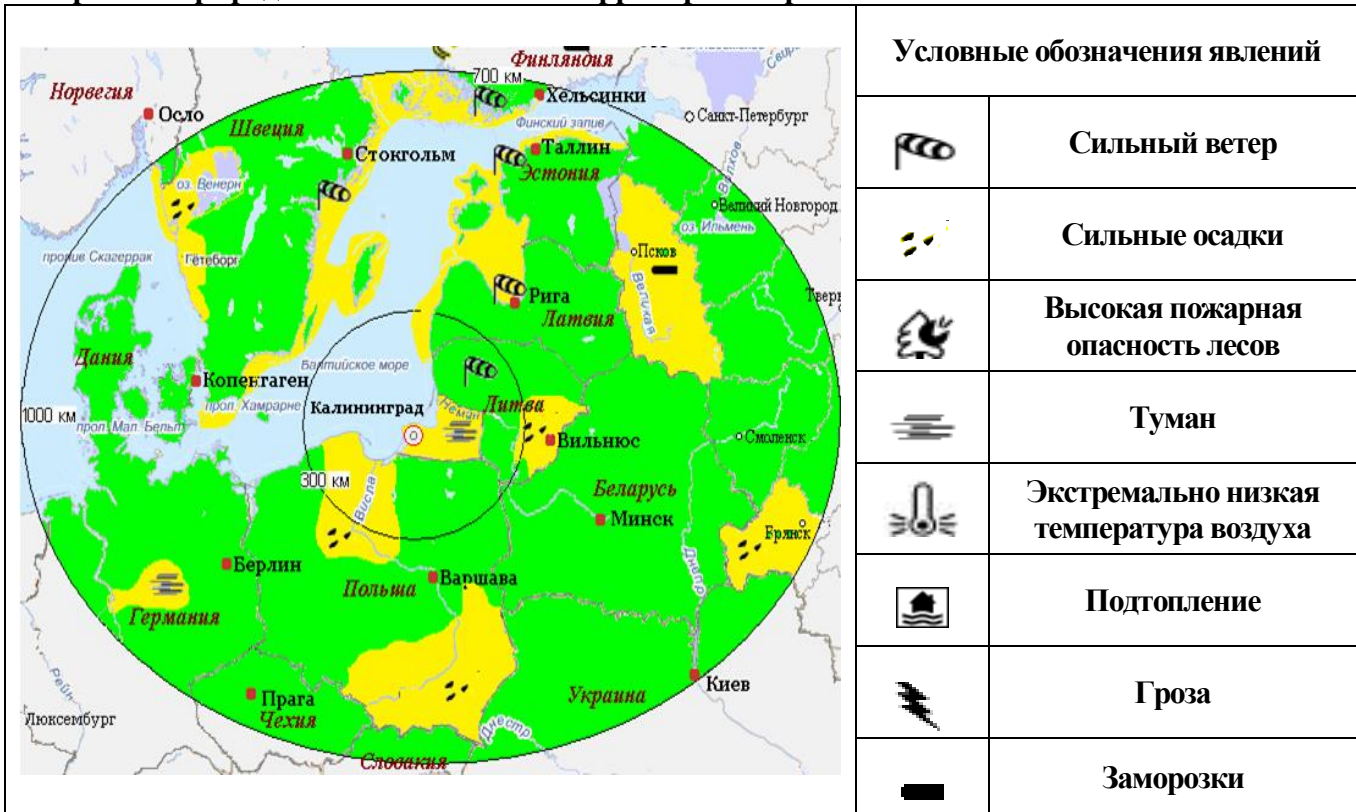 Условные обозначения явлений
Сильный ветер
Сильные осадки
Высокая пожарная
опасность лесов
Туман
Экстремально низкая
температура воздуха
Подтопление
Гроза
Заморозки
Финляндия
700 км
Норвегия
Хельсинки
Осло
Швеция
Финский залив
Санкт-Петербург
Свирь
Стокгольм
Таллин
Эстония
Волхов
оз. Венерн
Великий Новгород
оз. Ильмень
Псков
пролив Скагеррак
Гётеборг
Великая
Рига
Латвия
Дания
Балтийское море
Копенгаген
прол. Хамрарне
Калининград
Неман
Литва
1000 км
прол. Мал. Бельт
Вильнюс
Смоленск
300 км
Висла
Беларусь
Минск
Брянск
Берлин
Польша
Варшава
Днепр
Германия
Рейн
Прага
Чехия
Украина
Киев
Люксембург
Днестр
Словакия